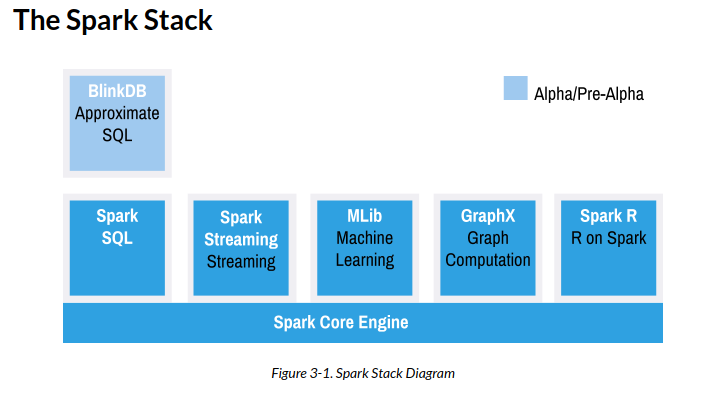 The Spark Stack
BlinkDB
Approximate
SQL
Alpha/Pre-Alpha
Spark
SQL
Spark
Streaming
Streaming
MLib
Machine
Learning
GraphX
Graph
Computation
Spark R
R on Spark
Spark Core Engine
Figure 3-1. Spark Stack Diagram